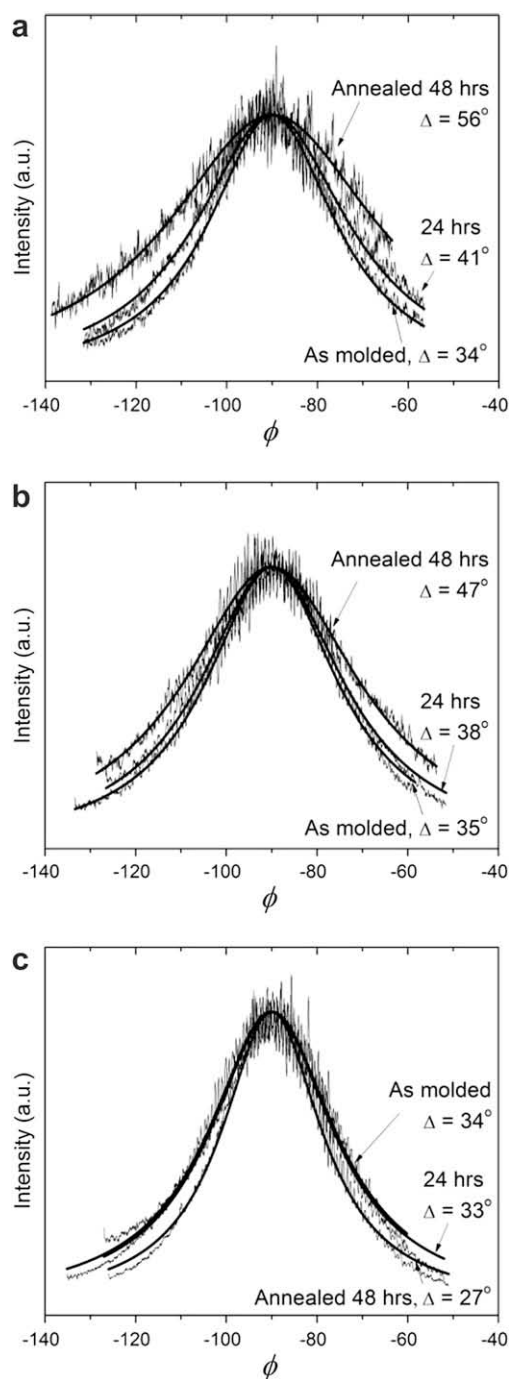 a
Annealed 48 hrs
Δ = 56°
24 hrs
Δ = 41°
As molded, Δ = 34°
Intensity (a.u.)
-140 -120 -100 -80 -60 -40
ϕ
b
Annealed 48 hrs
Δ = 47°
24 hrs
Δ = 38°
As molded, Δ = 35°
Intensity (a.u.)
-140 -120 -100 -80 -60 -40
ϕ
c
As molded
Δ = 34°
24 hrs
Δ = 33°
Annealed 48 hrs, Δ = 27°
Intensity (a.u.)
-140 -120 -100 -80 -60 -40
ϕ